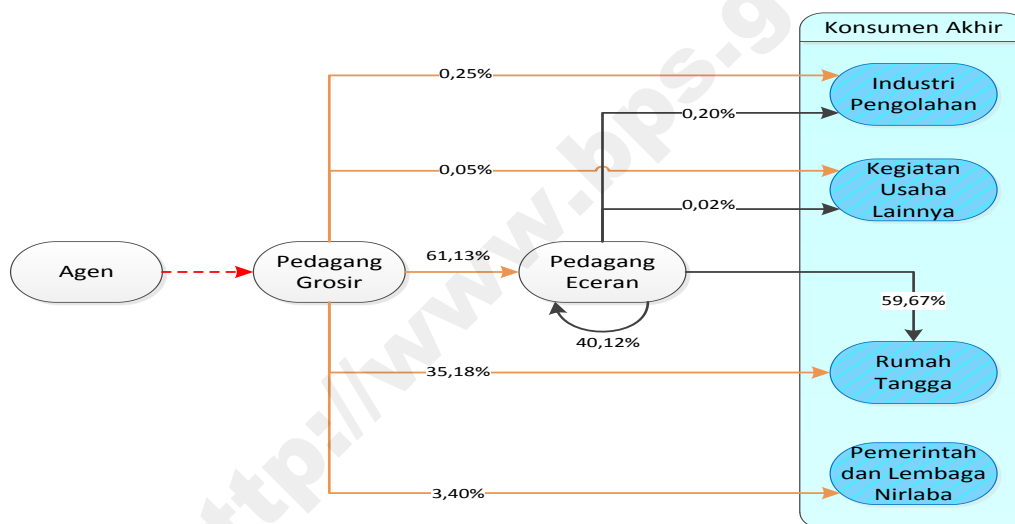 Konsumen Akhir
0,25%
Industri
Pengolahan
0,20%
0,05%
Kegiatan
Usaha
Lainnya
0,02%
Agen
Pedagang
Grosir
61,13%
Pedagang
Eceran
59,67%
40,12%
35,18%
Rumah
Tangga
3,40%
Pemerintah
dan Lembaga
Nirlaba
ttp://www.bps.g